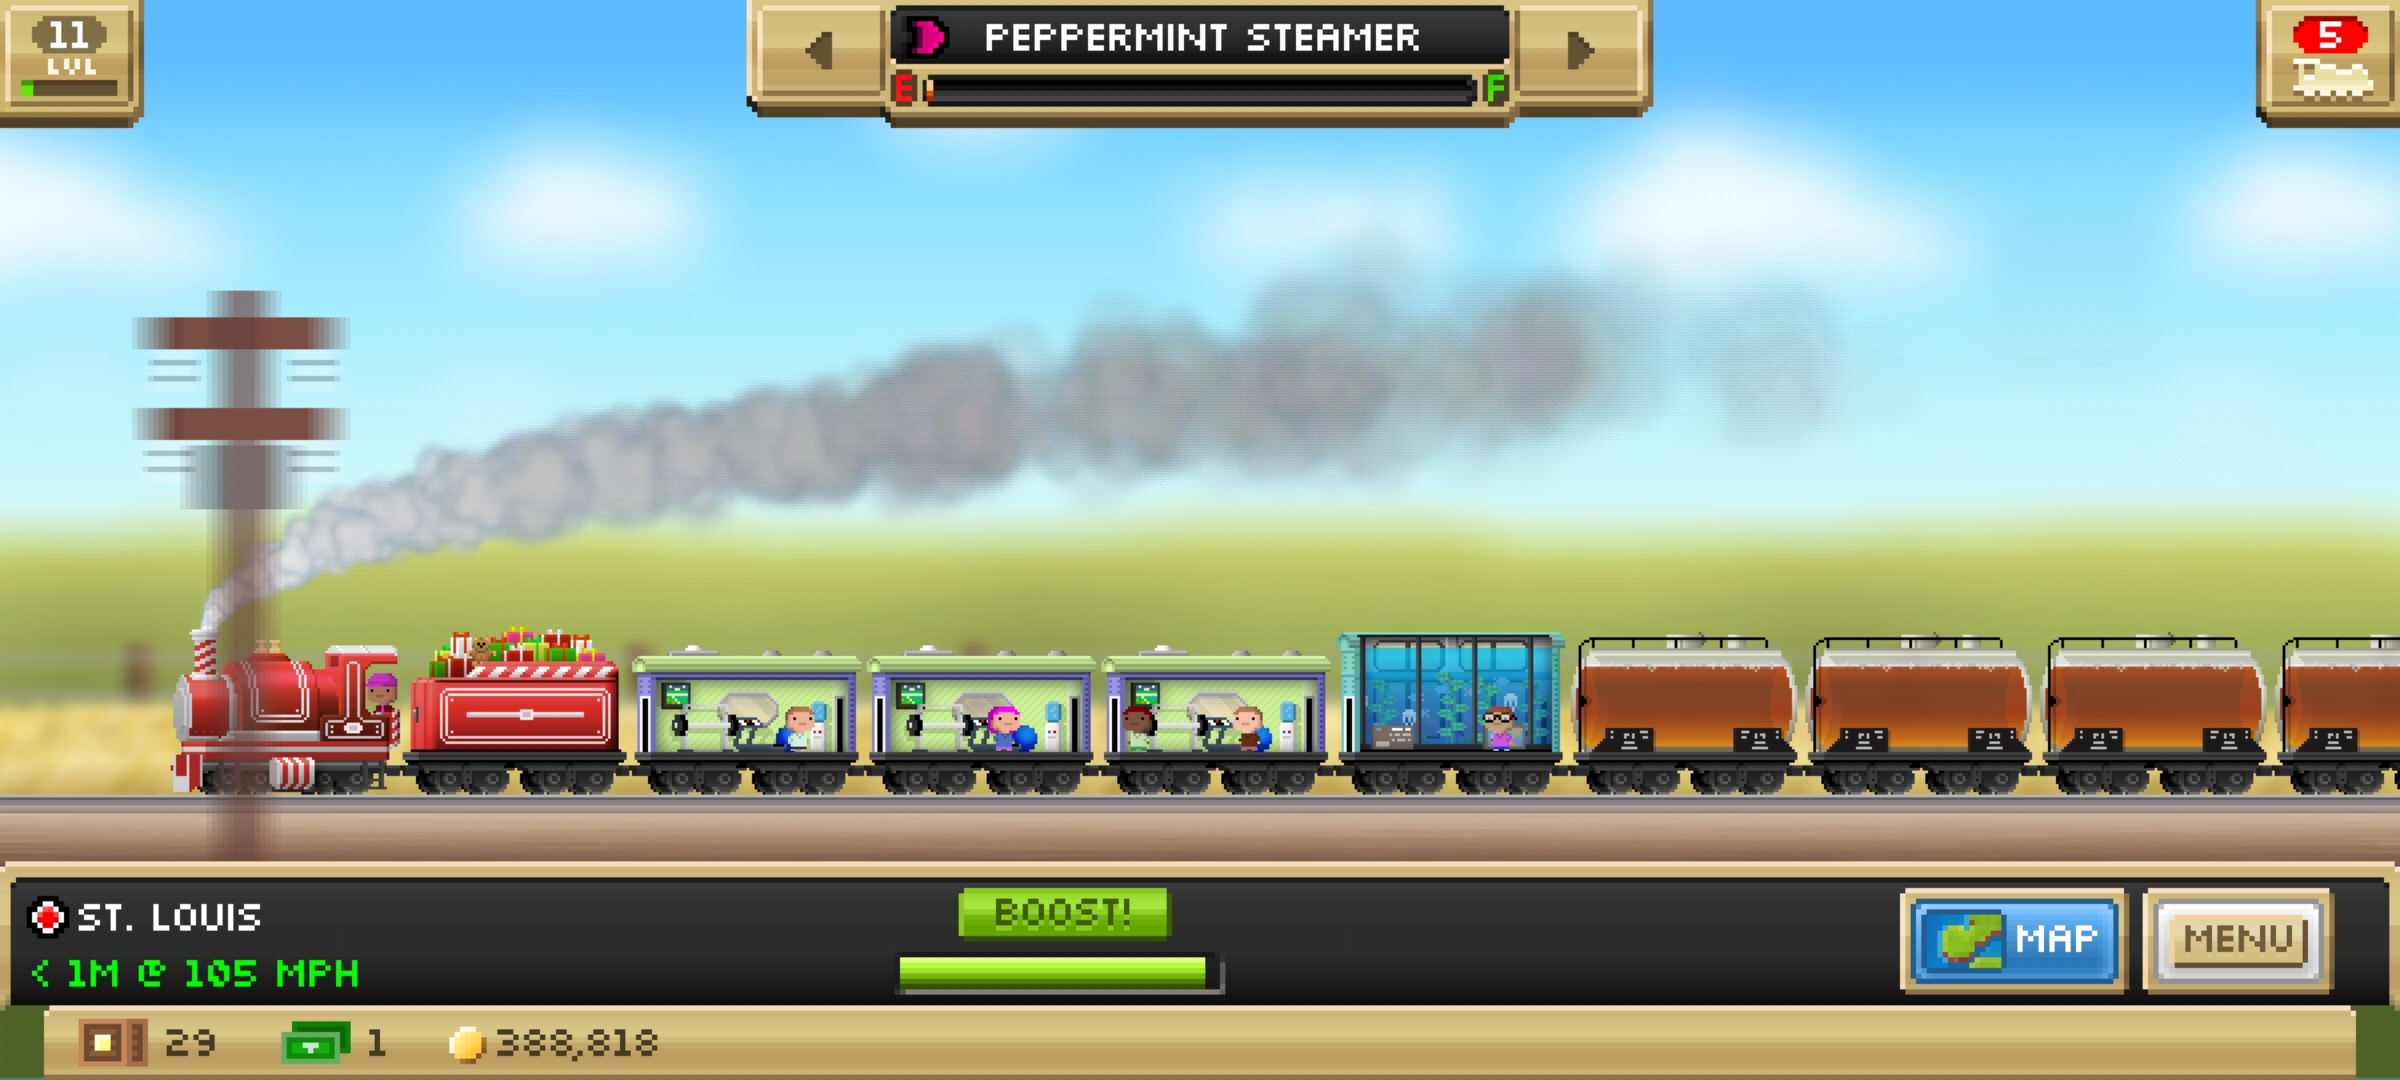 11
LVL
PEPPERMINT STEAMER
E F
5
ST. LOUIS
BOOST!
< 1M @ 105 MPH
MAP
MENU
29
1
388,818